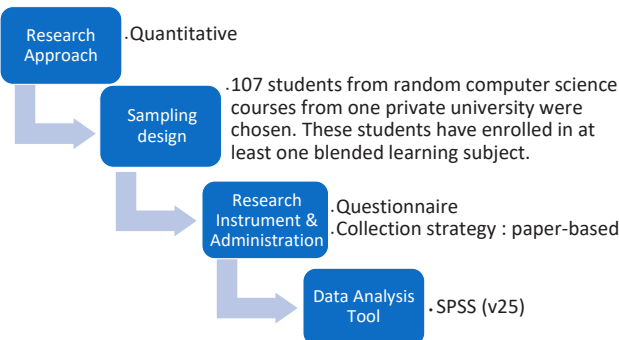 Research
Approach
.Quantitative
Sampling
design
.107 students from random computer science
courses from one private university were
chosen. These students have enrolled in at
least one blended learning subject.
Research
Instrument &
Administration
.Questionnaire
.Collection strategy : paper-based
Data Analysis
Tool
.SPSS (v25)